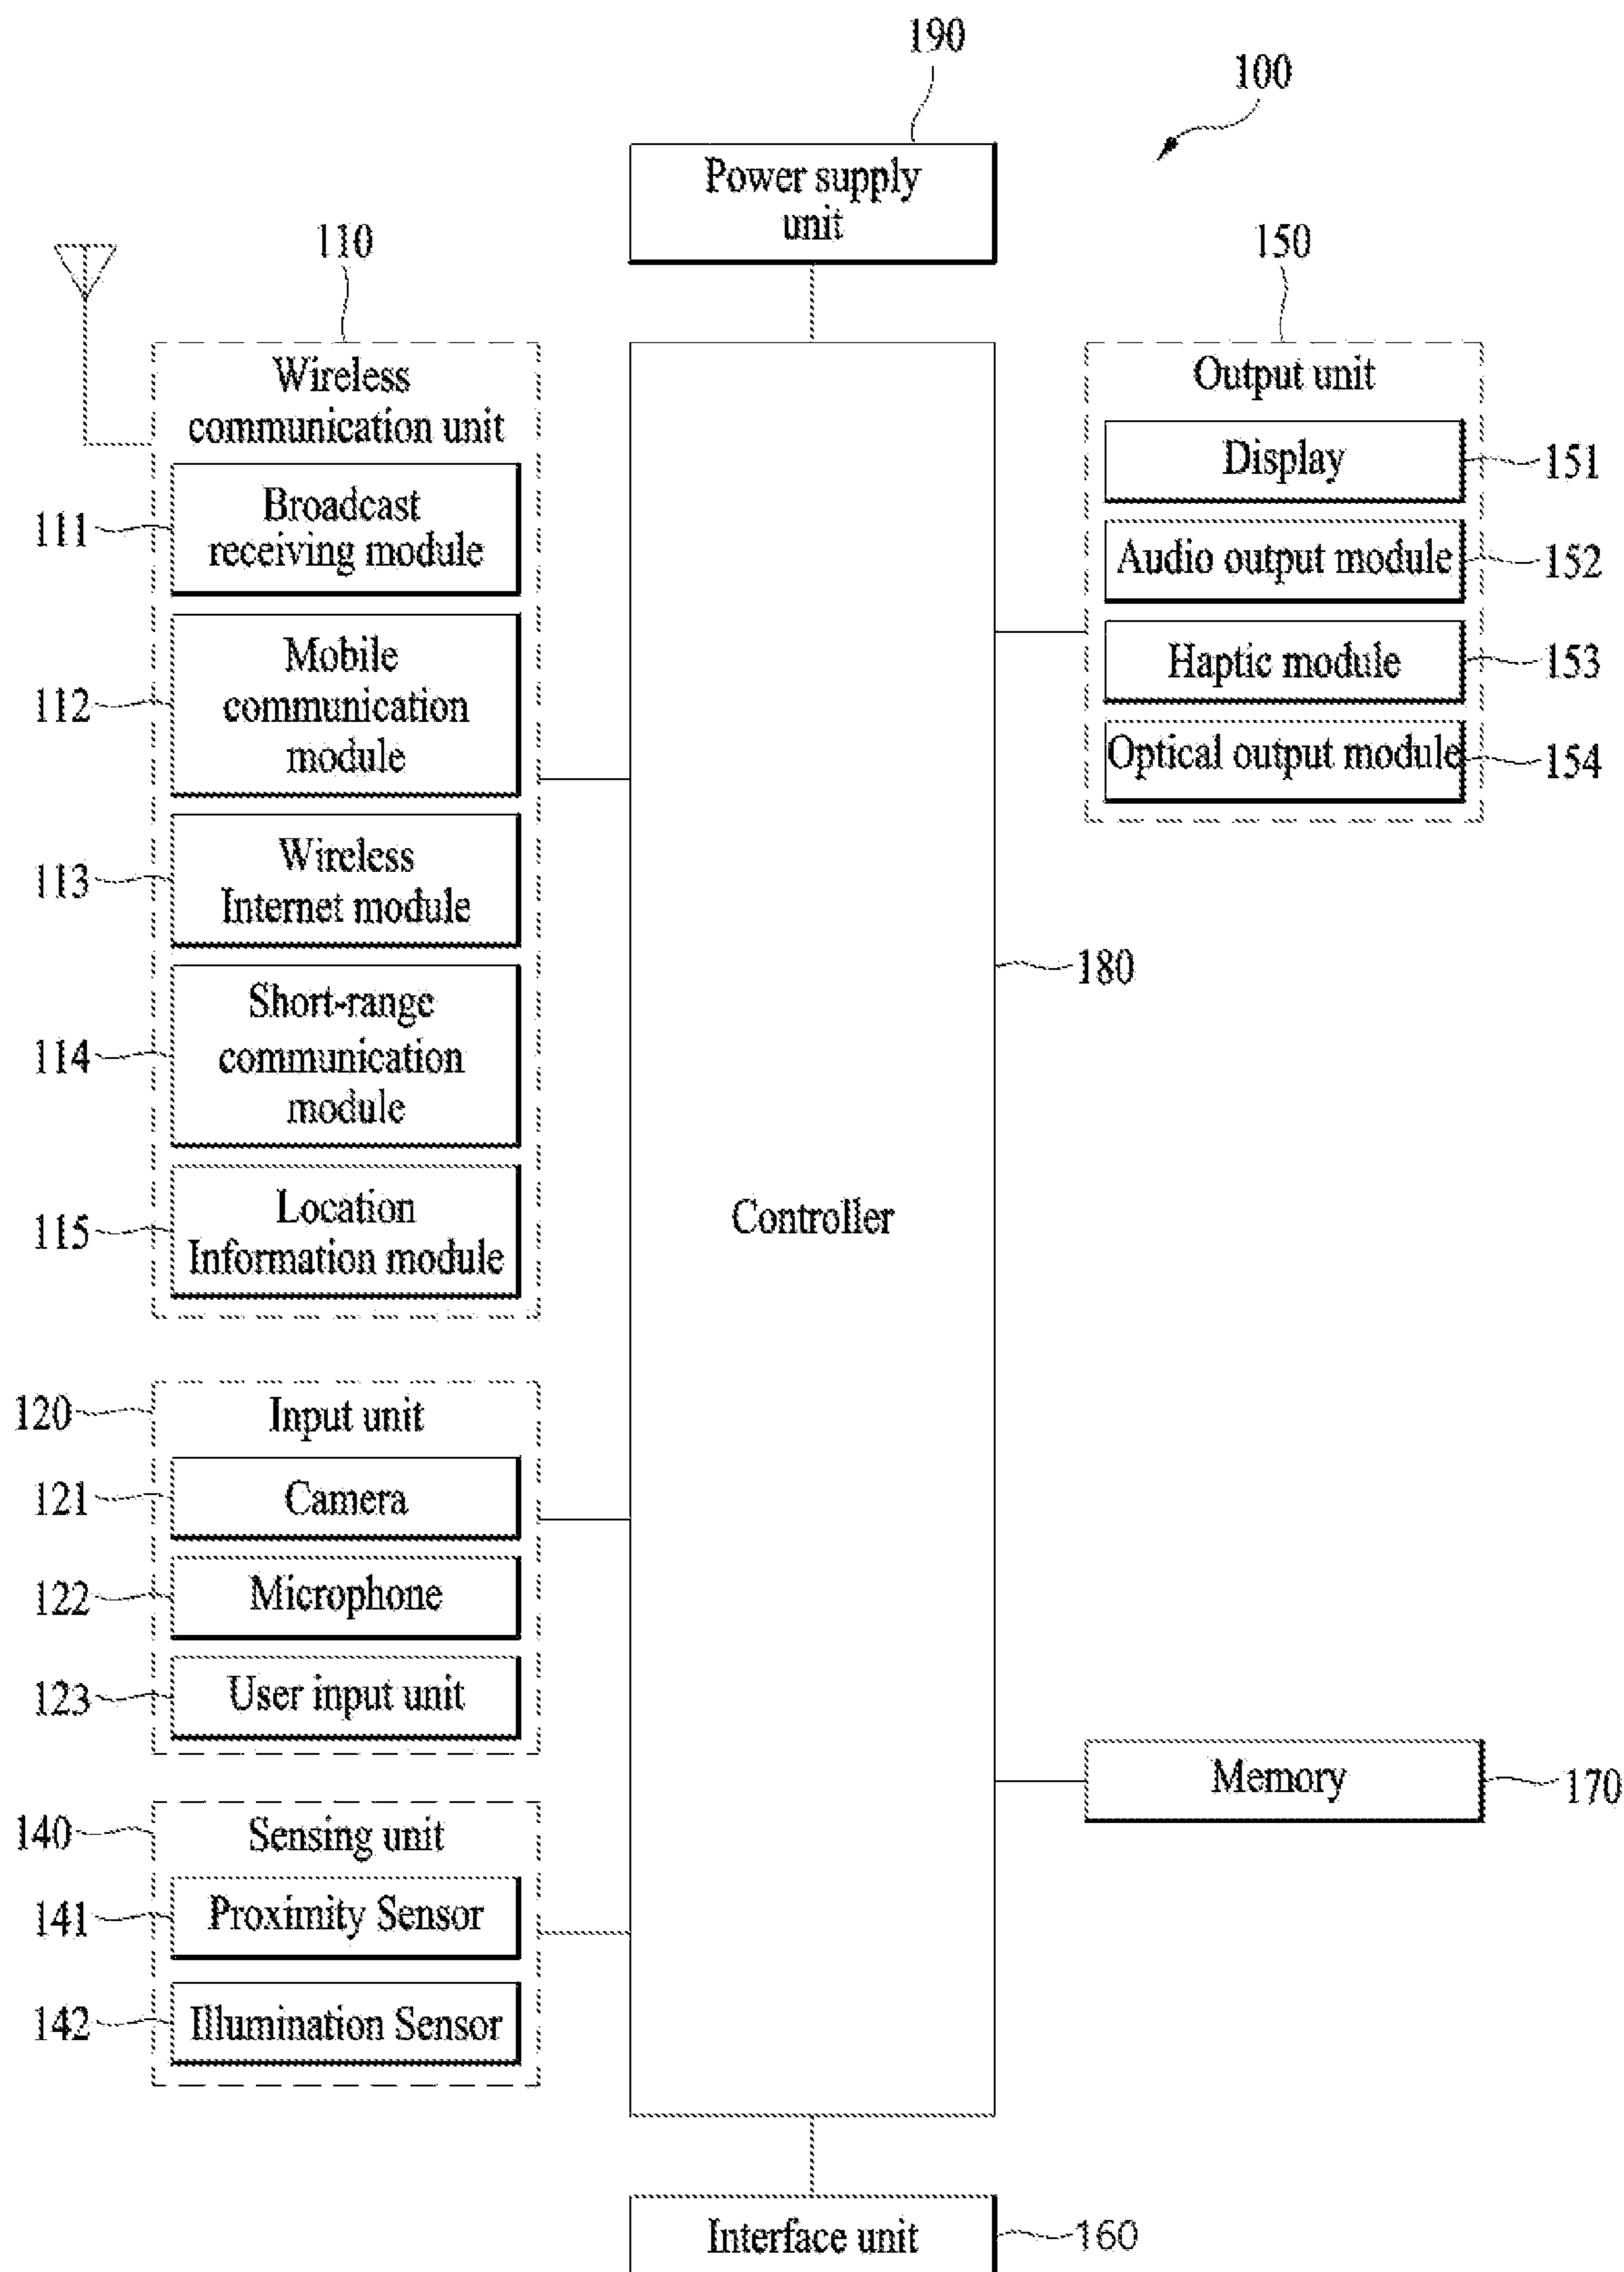 190
100
Power supply
unit
110
150
Wireless
communication unit
111
Broadcast
receiving module
112
Mobile
communication
module
113
Wireless
Internet module
114
Short-range
communication
module
115
Location
Information module
120
Input unit
121
Camera
122
Microphone
123
User input unit
140
Sensing unit
141
Proximity Sensor
142
Illumination Sensor
Controller
180
Output unit
Display
151
Audio output module
152
Haptic module
153
Optical output module
154
Memory
170
Interface unit
160